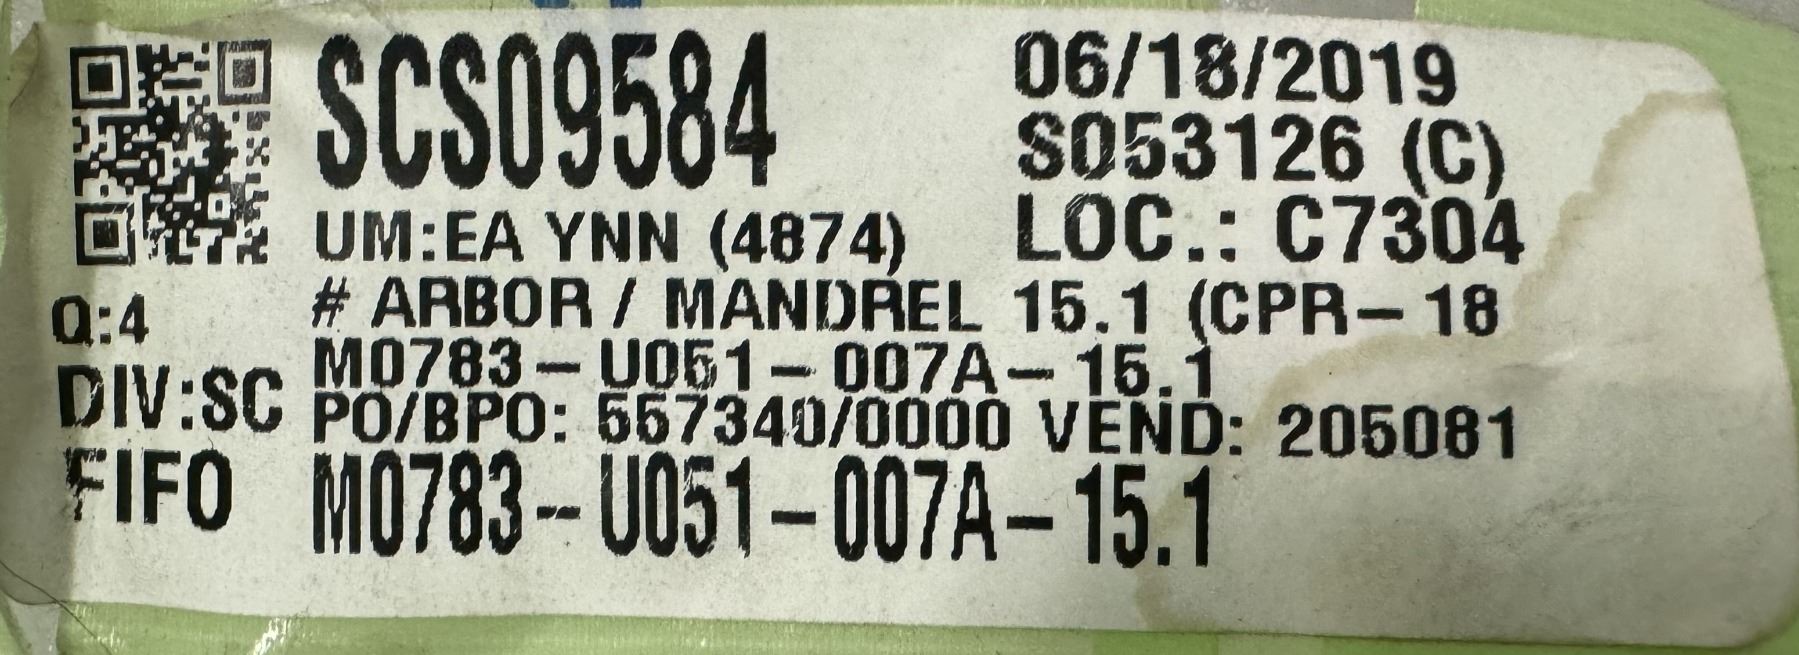 SCS09584
06/18/2019
S053126 (C)
UM:EA YNN (4874)
LOC.: C7304
Q:4
# ARBOR / MANDREL 15.1 (CPR-18
DIV:SC
M0783-U051-007A-15.1
PO/BPO: 557340/0000 VEND: 205081
FIFO
M0783-U051-007A-15.1